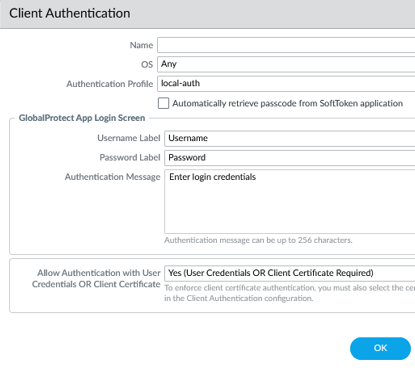 Client Authentication
Name
OS Any
Authentication Profile local-auth
Automatically retrieve passcode from SoftToken application
GlobalProtect App Login Screen
Username Label Username
Password Label Password
Authentication Message Enter login credentials
Authentication message can be up to 256 characters.
Allow Authentication with User Yes (User Credentials OR Client Certificate Required)
Credentials OR Client Certificate
To enforce client certificate authentication, you must also select the
in the Client Authentication configuration.
OK